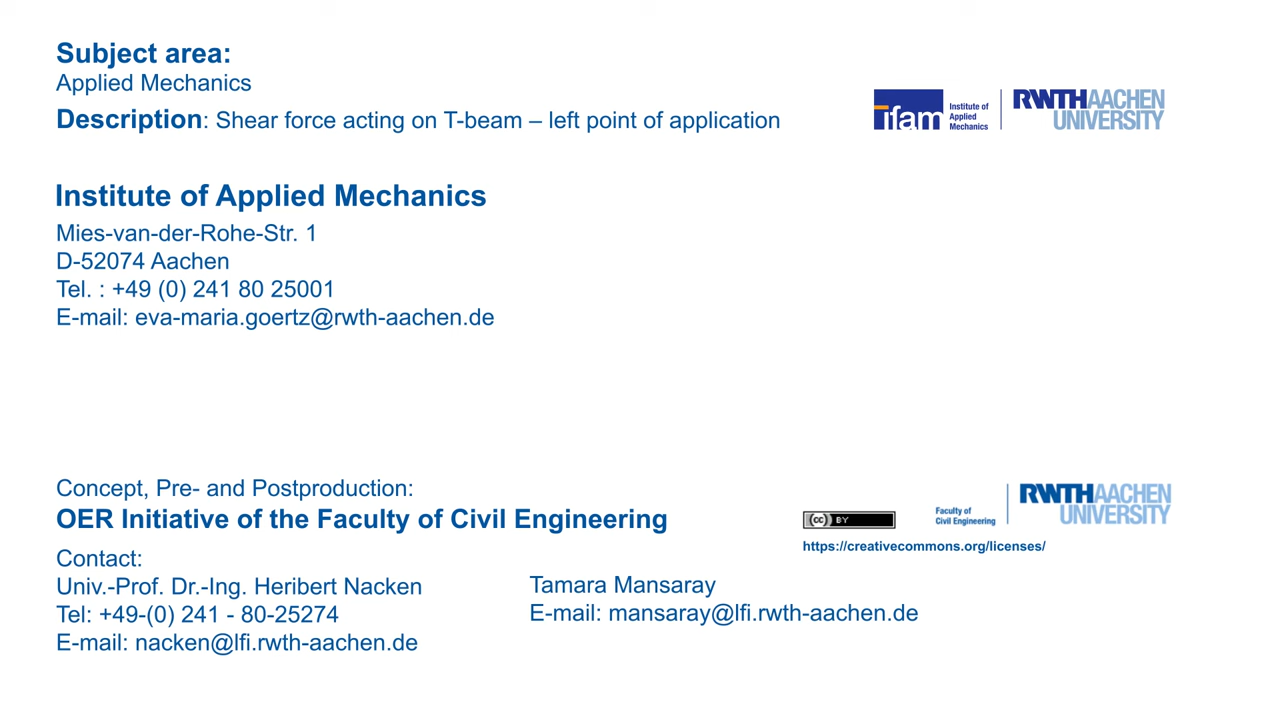 Subject area:
Applied Mechanics
Description: Shear force acting on T-beam – left point of application
ifam
Institute of
Applied
Mechanics
RWTHAACHEN
UNIVERSITY
Institute of Applied Mechanics
Mies-van-der-Rohe-Str. 1
D-52074 Aachen
Tel. : +49 (0) 241 80 25001
E-mail: eva-maria.goertz@rwth-aachen.de
Concept, Pre- and Postproduction:
OER Initiative of the Faculty of Civil Engineering
cc BY
https://creativecommons.org/licenses/
Faculty of
Civil Engineering
RWTHAACHEN
UNIVERSITY
Contact:
Univ.-Prof. Dr.-Ing. Heribert Nacken
Tel: +49-(0) 241 - 80-25274
E-mail: nacken@lfi.rwth-aachen.de
Tamara Mansaray
E-mail: mansaray@lfi.rwth-aachen.de